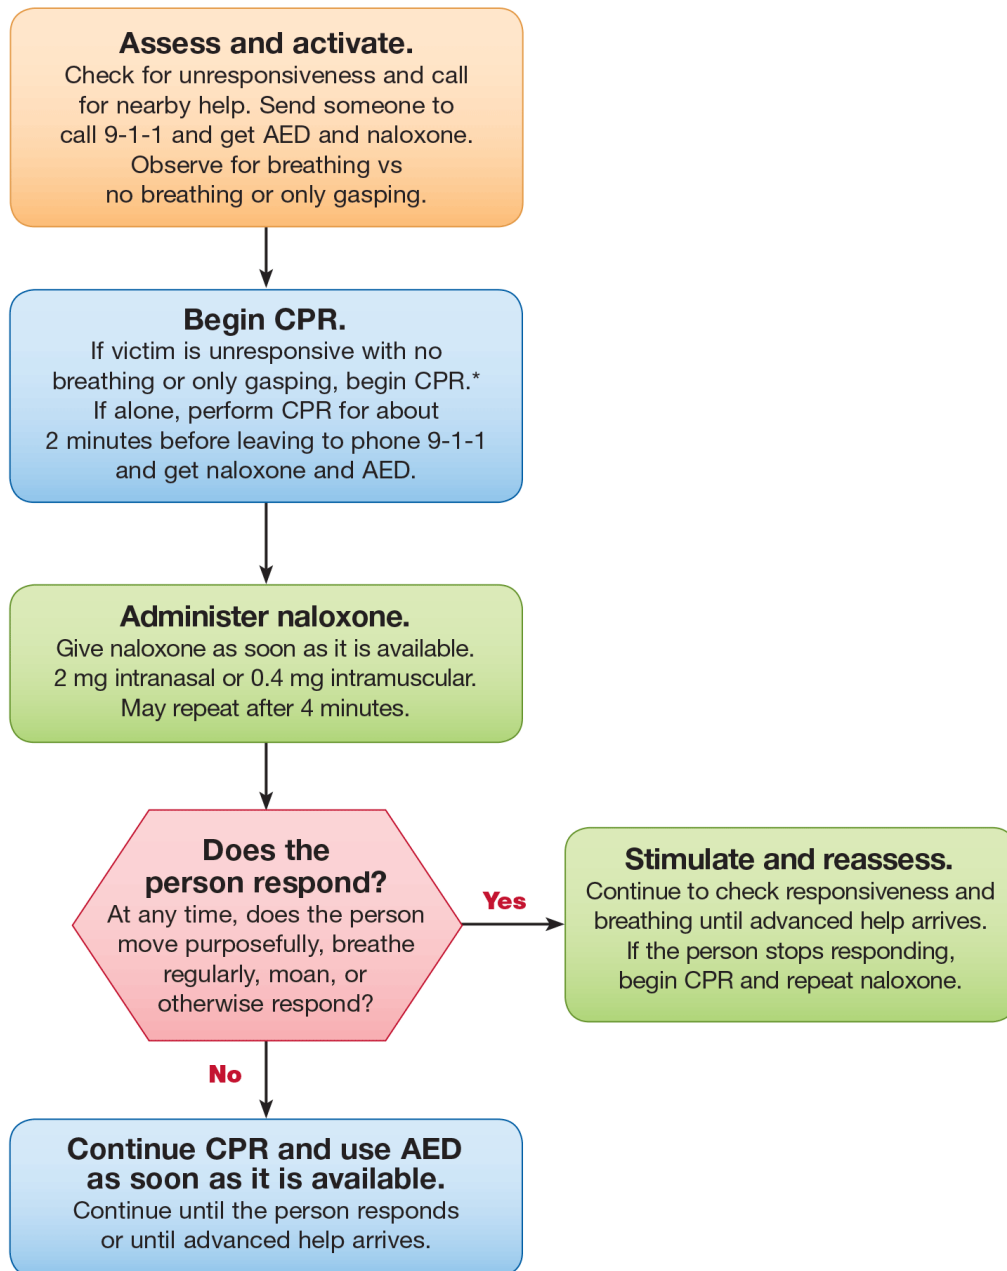 Assess and activate.
Check for unresponsiveness and call
for nearby help. Send someone to
call 9-1-1 and get AED and naloxone.
Observe for breathing vs
no breathing or only gasping.
Begin CPR.
If victim is unresponsive with no
breathing or only gasping, begin CPR.*
If alone, perform CPR for about
2 minutes before leaving to phone 9-1-1
and get naloxone and AED.
Administer naloxone.
Give naloxone as soon as it is available.
2 mg intranasal or 0.4 mg intramuscular.
May repeat after 4 minutes.
Does the
person respond?
At any time, does the person
move purposefully, breathe
regularly, moan, or
otherwise respond?
Yes
Stimulate and reassess.
Continue to check responsiveness and
breathing until advanced help arrives.
If the person stops responding,
begin CPR and repeat naloxone.
No
Continue CPR and use AED
as soon as it is available.
Continue until the person responds
or until advanced help arrives.